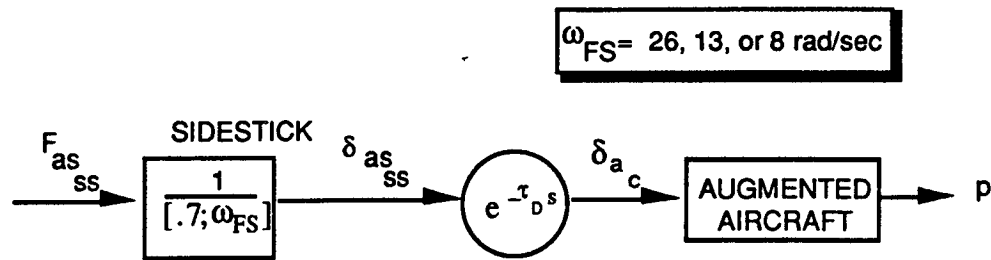 ω_FS = 26, 13, or 8 rad/sec
SIDESTICK
F_as_ss
1
[.7;ω_FS]
δ_as_ss
e^-τ_D s
δ_a_c
AUGMENTED
AIRCRAFT
p